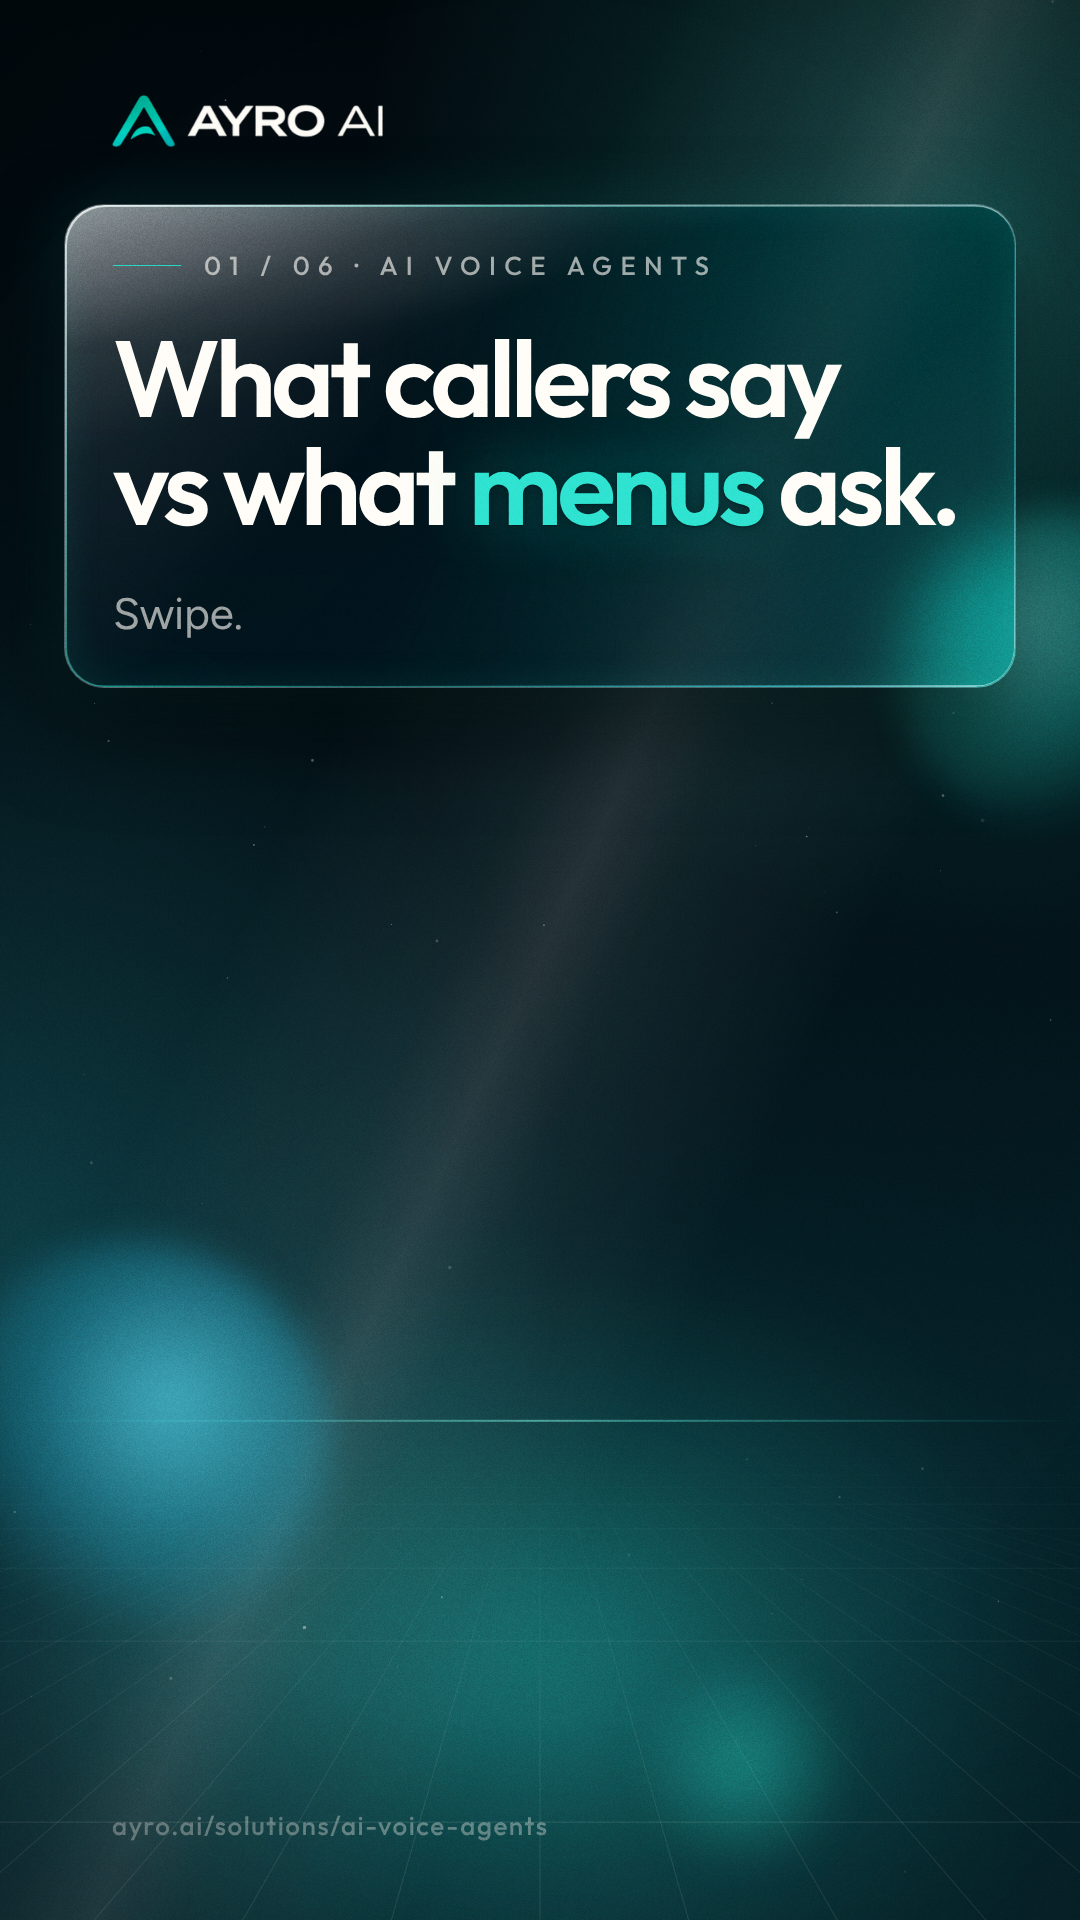 AYRO AI
01 / 06 · AI VOICE AGENTS
What callers say
vs what menus ask.
Swipe.
ayro.ai/solutions/ai-voice-agents